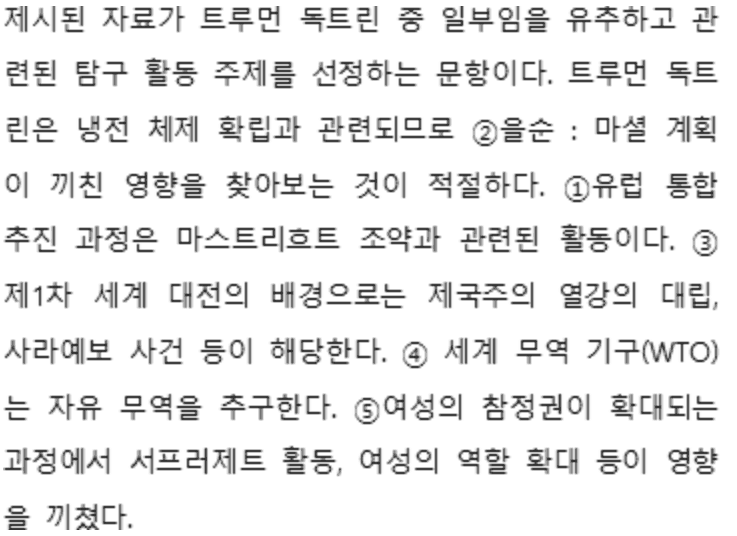 제시된 자료가 트루먼 독트린 중 일부임을 유추하고 관
련된 탐구 활동 주제를 선정하는 문항이다. 트루먼 독트
린은 냉전 체제 확립과 관련되므로 ②을순 : 마셜 계획
이 끼친 영향을 찾아보는 것이 적절하다. ①유럽 통합
추진 과정은 마스트리흐트 조약과 관련된 활동이다. ③
제1차 세계 대전의 배경으로는 제국주의 열강의 대립,
사라예보 사건 등이 해당한다. ④ 세계 무역 기구(WTO)
는 자유 무역을 추구한다. ⑤여성의 참정권이 확대되는
과정에서 서프러제트 활동, 여성의 역할 확대 등이 영향
을 끼쳤다.